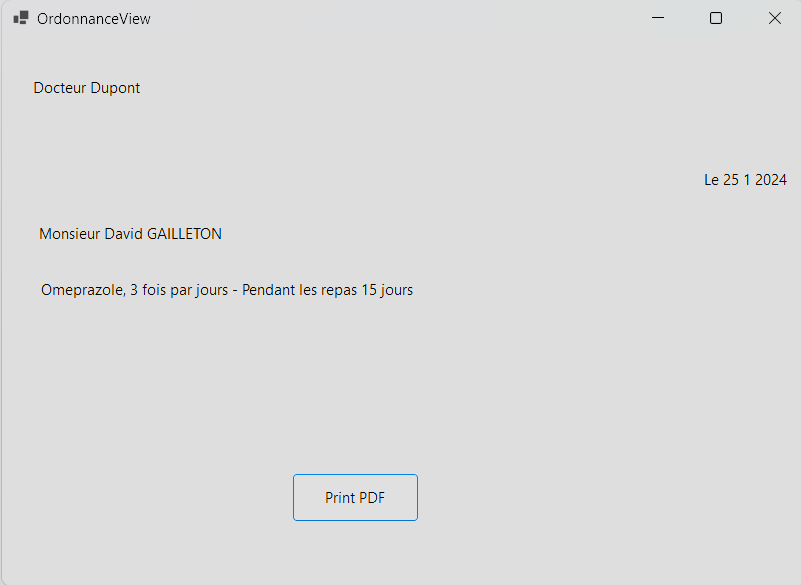 OrdonnanceView
Docteur Dupont
Le 25 1 2024
Monsieur David GAILLETON
Omeprazole, 3 fois par jours - Pendant les repas 15 jours
Print PDF